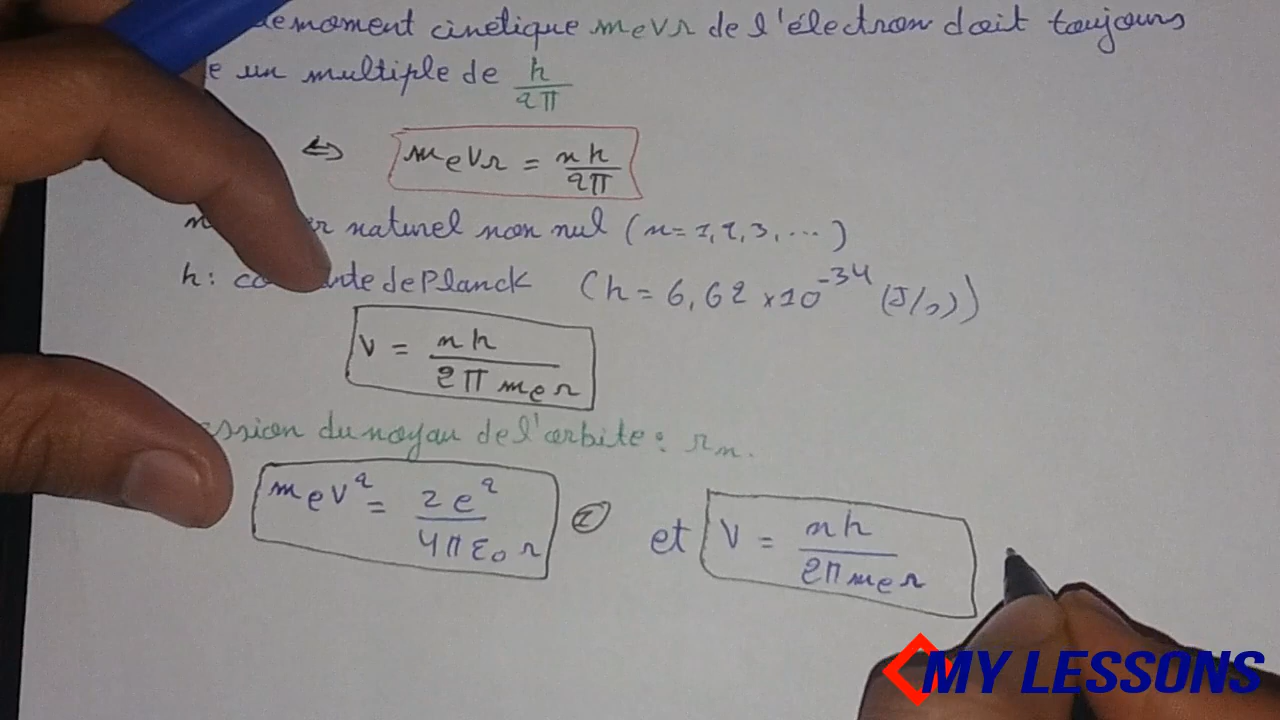 moment cinétique mevr de l'électron doit toujours
un multiple de h/2π
⇔ mevr = nh/2π
naturel non nul (n=1,2,3,...)
h: de Planck (h = 6,62 ×10^-34 (J/s))
v = nh/2π me r
du noyau de l'orbite : rn.
mev² = ze²/4πε₀ r ① et v = nh/2π me r
MY LESSONS